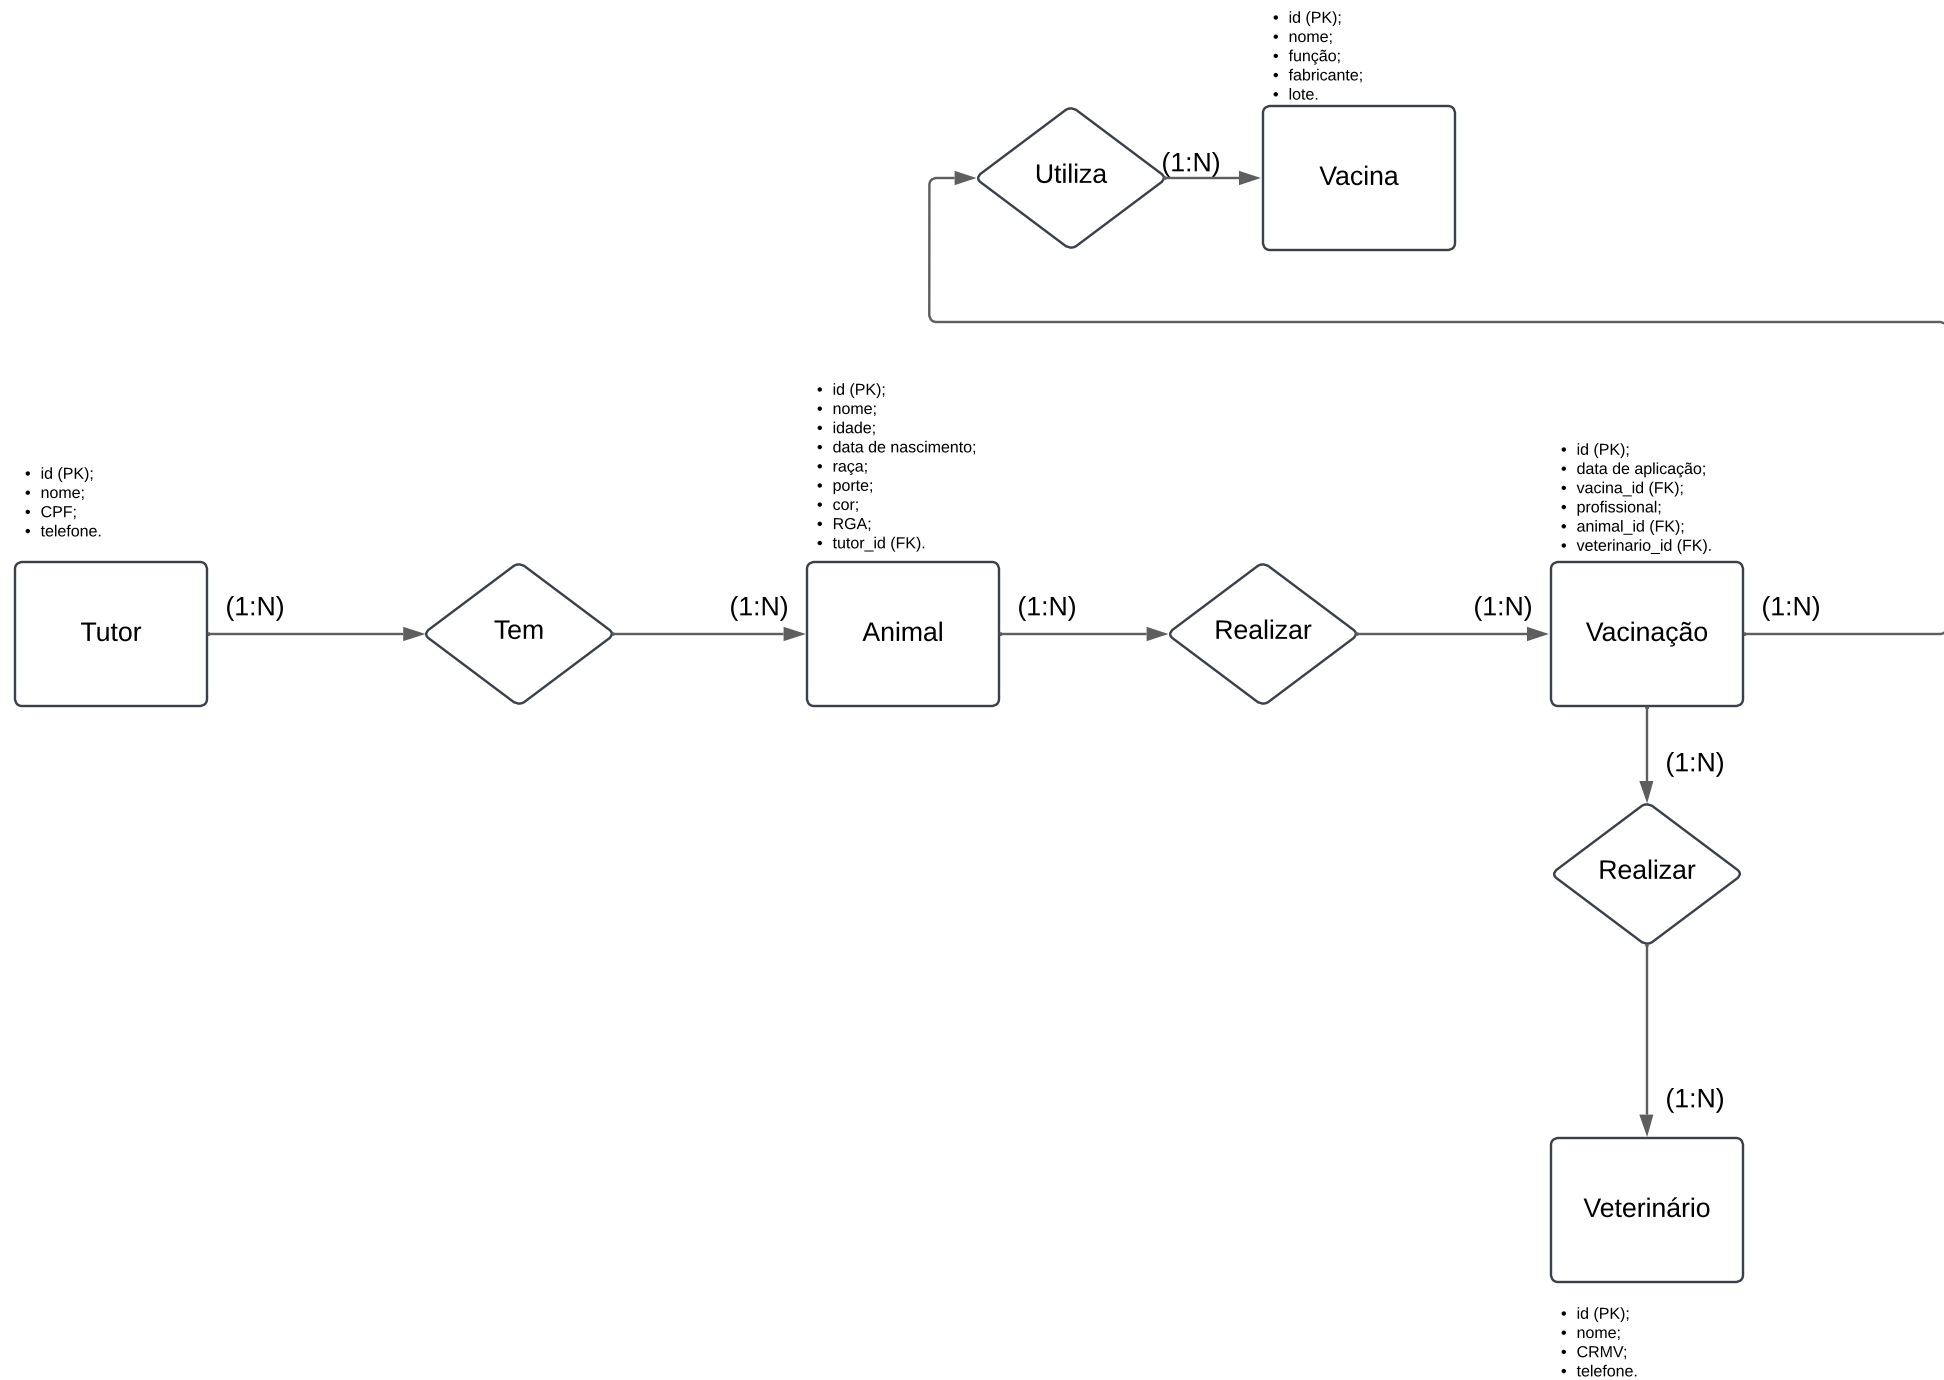 • id (PK);
• nome;
• função;
• fabricante;
• lote.
Utiliza
(1:N)
Vacina
• id (PK);
• nome;
• idade;
• data de nascimento;
• raça;
• porte;
• cor;
• RGA;
• tutor_id (FK).
• id (PK);
• data de aplicação;
• vacina_id (FK);
• profissional;
• animal_id (FK);
• veterinario_id (FK).
• id (PK);
• nome;
• CPF;
• telefone.
Tutor
(1:N)
Tem
(1:N)
Animal
(1:N)
Realizar
(1:N)
Vacinação
(1:N)
(1:N)
Realizar
(1:N)
Veterinário
• id (PK);
• nome;
• CRMV;
• telefone.